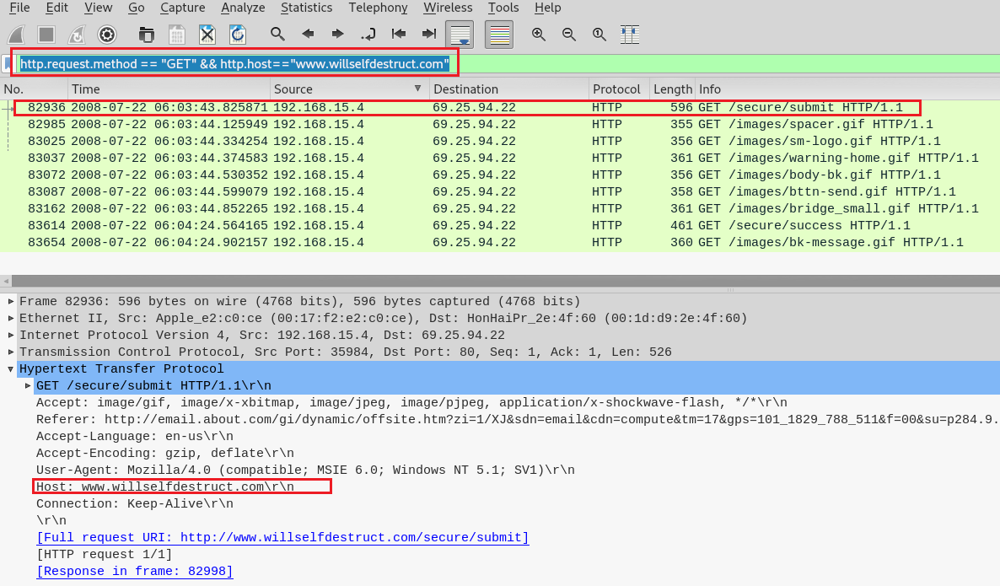 File Edit View Go Capture Analyze Statistics Telephony Wireless Tools Help
http.request.method == "GET" && http.host=="www.willselfdestruct.com"
No. Time Source Destination Protocol Length Info
82936 2008-07-22 06:03:43.825871 192.168.15.4 69.25.94.22 HTTP 596 GET /secure/submit HTTP/1.1
82985 2008-07-22 06:03:44.125949 192.168.15.4 69.25.94.22 HTTP 355 GET /images/spacer.gif HTTP/1.1
83025 2008-07-22 06:03:44.334254 192.168.15.4 69.25.94.22 HTTP 356 GET /images/sm-logo.gif HTTP/1.1
83037 2008-07-22 06:03:44.374583 192.168.15.4 69.25.94.22 HTTP 361 GET /images/warning-home.gif HTTP/1.1
83072 2008-07-22 06:03:44.530352 192.168.15.4 69.25.94.22 HTTP 356 GET /images/body-bk.gif HTTP/1.1
83087 2008-07-22 06:03:44.599079 192.168.15.4 69.25.94.22 HTTP 358 GET /images/bttn-send.gif HTTP/1.1
83162 2008-07-22 06:03:44.852265 192.168.15.4 69.25.94.22 HTTP 361 GET /images/bridge_small.gif HTTP/1.1
83614 2008-07-22 06:04:24.564165 192.168.15.4 69.25.94.22 HTTP 461 GET /secure/success HTTP/1.1
83654 2008-07-22 06:04:24.902157 192.168.15.4 69.25.94.22 HTTP 360 GET /images/bk-message.gif HTTP/1.1
Frame 82936: 596 bytes on wire (4768 bits), 596 bytes captured (4768 bits)
Ethernet II, Src: Apple_e2:c0:ce (00:17:f2:e2:c0:ce), Dst: HonHaiPr_2e:4f:60 (00:1d:d9:2e:4f:60)
Internet Protocol Version 4, Src: 192.168.15.4, Dst: 69.25.94.22
Transmission Control Protocol, Src Port: 35984, Dst Port: 80, Seq: 1, Ack: 1, Len: 526
Hypertext Transfer Protocol
GET /secure/submit HTTP/1.1\r\n
Accept: image/gif, image/x-xbitmap, image/jpeg, image/pjpeg, application/x-shockwave-flash, */*\r\n
Referer: http://email.about.com/gi/dynamic/offsite.htm?zi=1/XJ&sdn=email&cdn=compute&tm=17&gps=101_1829_788_511&f=00&su=p284.9.
Accept-Language: en-us\r\n
Accept-Encoding: gzip, deflate\r\n
User-Agent: Mozilla/4.0 (compatible; MSIE 6.0; Windows NT 5.1; SV1)\r\n
Host: www.willselfdestruct.com\r\n
Connection: Keep-Alive\r\n
\r\n
[Full request URI: http://www.willselfdestruct.com/secure/submit]
[HTTP request 1/1]
[Response in frame: 82998]